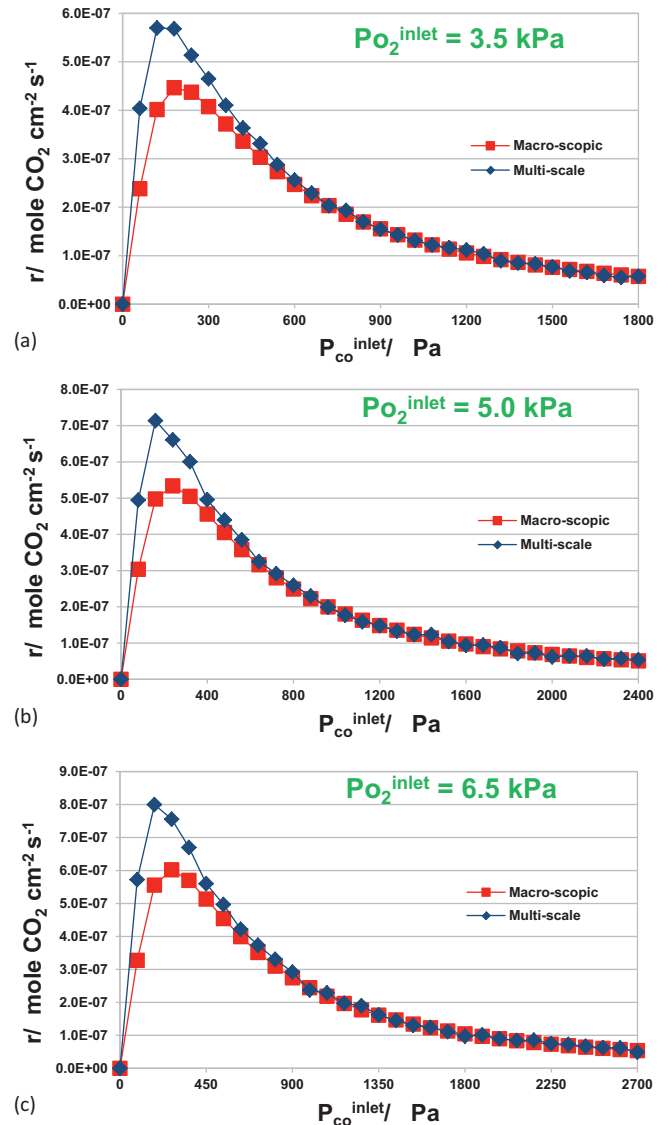 6.0E-07
5.0E-07
4.0E-07
3.0E-07
2.0E-07
1.0E-07
0.0E+00
r/ mole CO2 cm-2 s-1
Po2inlet = 3.5 kPa
Macro-scopic
Multi-scale
0 300 600 900 1200 1500 1800
(a)
Pcoinlet/ Pa
8.0E-07
7.0E-07
6.0E-07
5.0E-07
4.0E-07
3.0E-07
2.0E-07
1.0E-07
0.0E+00
r/ mole CO2 cm-2 s-1
Po2inlet = 5.0 kPa
Macro-scopic
Multi-scale
0 400 800 1200 1600 2000 2400
(b)
Pcoinlet/ Pa
9.0E-07
8.0E-07
7.0E-07
6.0E-07
5.0E-07
4.0E-07
3.0E-07
2.0E-07
1.0E-07
0.0E+00
r/ mole CO2 cm-2 s-1
Po2inlet = 6.5 kPa
Macro-scopic
Multi-scale
0 450 900 1350 1800 2250 2700
(c)
Pcoinlet/ Pa